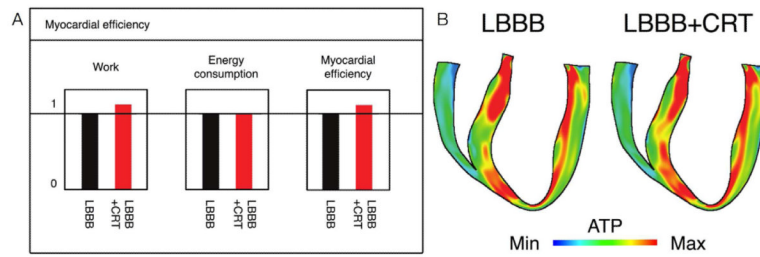 A
Myocardial efficiency
Work
Energy
consumption
Myocardial
efficiency
1
0
LBBB
LBBB
+CRT
LBBB
LBBB
+CRT
LBBB
LBBB
+CRT
B
LBBB
LBBB+CRT
ATP
Min
Max